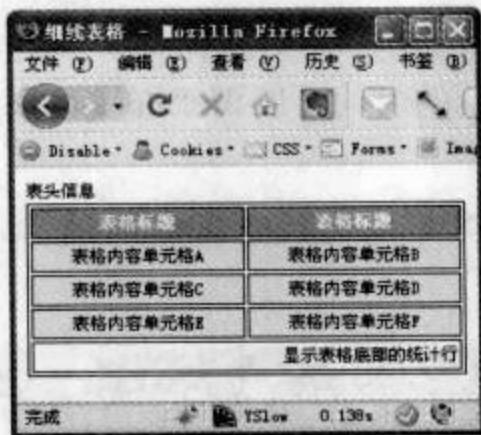 细线表格 - Mozilla Firefox
文件 (F) 编辑 (E) 查看 (V) 历史 (S) 书签 (B)
Disable Cookies CSS Forms Imag
表头信息
表格标题 表格标题
表格内容单元格A 表格内容单元格B
表格内容单元格C 表格内容单元格D
表格内容单元格E 表格内容单元格F
显示表格底部的统计行
完成 YSlow 0.138s